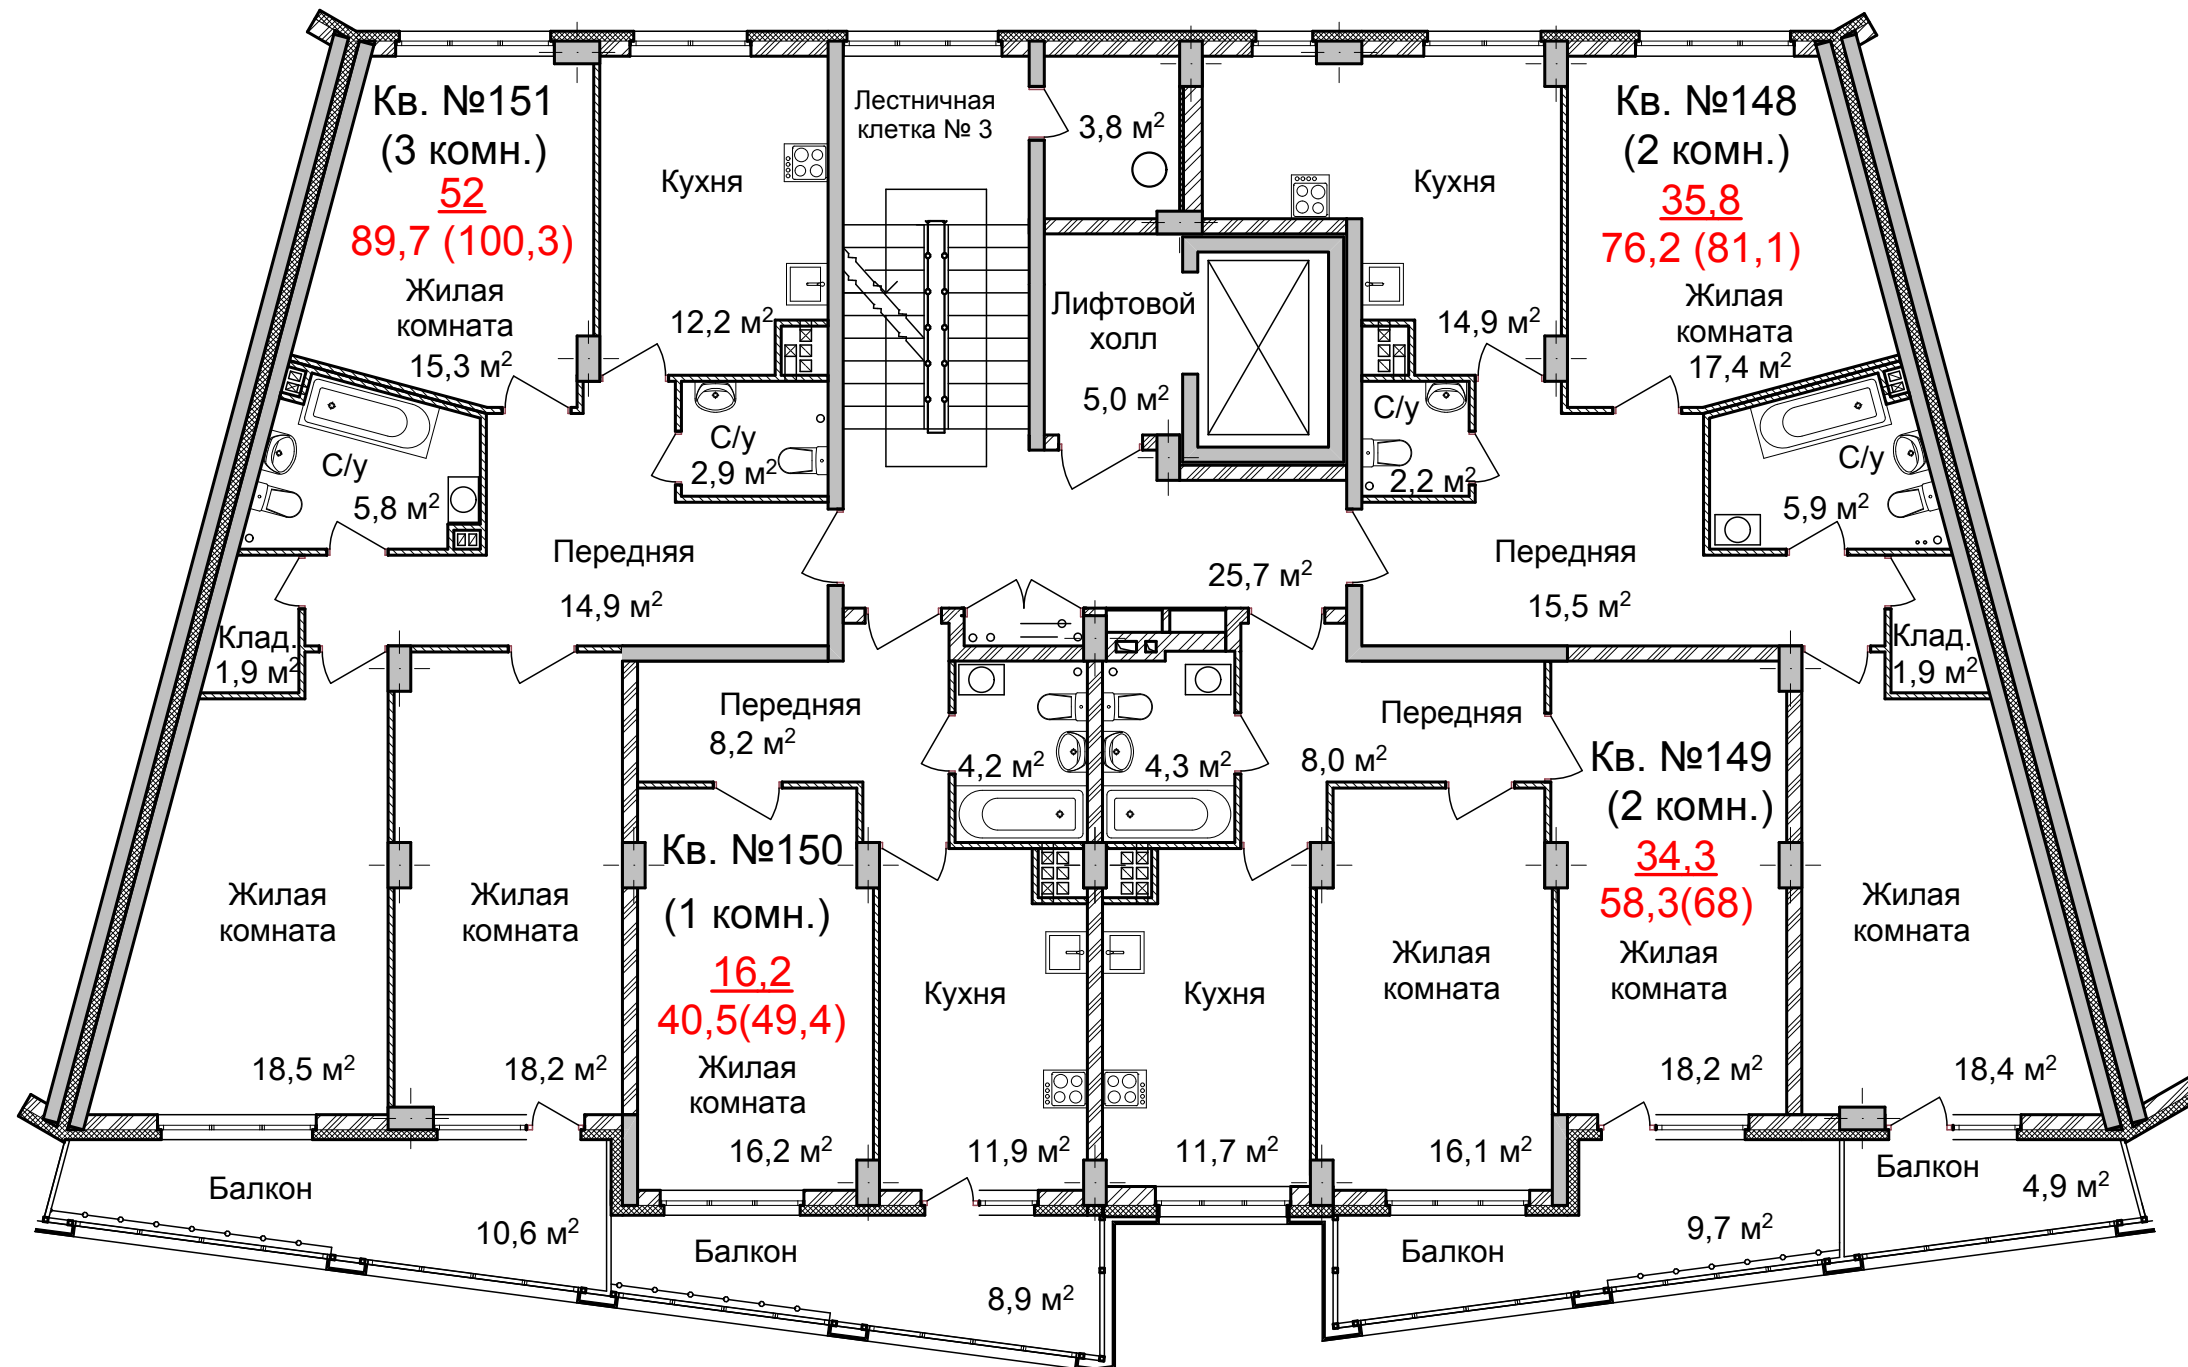 Кв. №151
(3 комн.)
52
89,7 (100,3)
Жилая
комната
15,3 м²
Кухня
12,2 м²
Лестничная
клетка № 3
3,8 м²
Лифтовой
холл
5,0 м²
Кухня
14,9 м²
Кв. №148
(2 комн.)
35,8
76,2 (81,1)
Жилая
комната
17,4 м²
С/у
5,8 м²
С/у
2,9 м²
С/у
2,2 м²
С/у
5,9 м²
Передняя
14,9 м²
25,7 м²
Передняя
15,5 м²
Клад.
1,9 м²
Клад.
1,9 м²
Передняя
8,2 м²
4,2 м²
4,3 м²
Передняя
8,0 м²
Жилая
комната
18,5 м²
Жилая
комната
18,2 м²
Кв. №150
(1 комн.)
16,2
40,5(49,4)
Жилая
комната
16,2 м²
Кухня
11,9 м²
Кухня
11,7 м²
Жилая
комната
16,1 м²
Кв. №149
(2 комн.)
34,3
58,3(68)
Жилая
комната
18,2 м²
Жилая
комната
18,4 м²
Балкон
10,6 м²
Балкон
8,9 м²
Балкон
9,7 м²
Балкон
4,9 м²